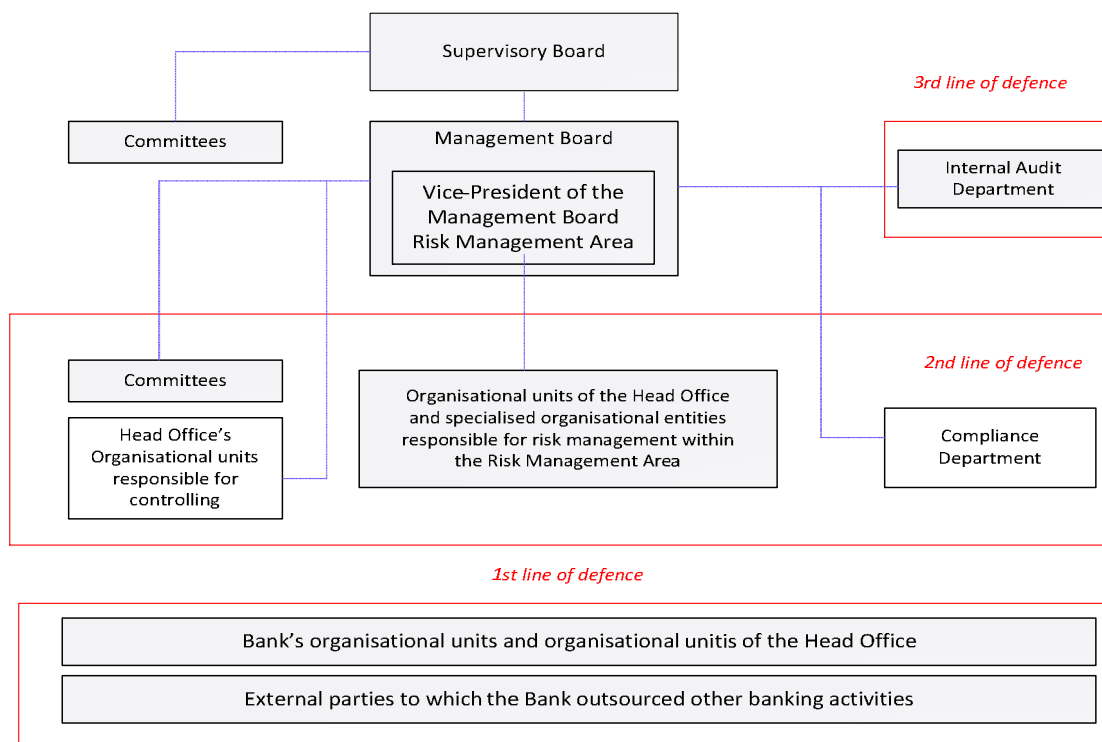 Supervisory Board
3rd line of defence
Committees
Management Board
Internal Audit
Department
Vice-President of the
Management Board
Risk Management Area
2nd line of defence
Committees
Organisational units of the Head Office
and specialised organisational entities
responsible for risk management within
the Risk Management Area
Head Office's
Organisational units
responsible for
controlling
Compliance
Department
1st line of defence
Bank's organisational units and organisational unitis of the Head Office
External parties to which the Bank outsourced other banking activities